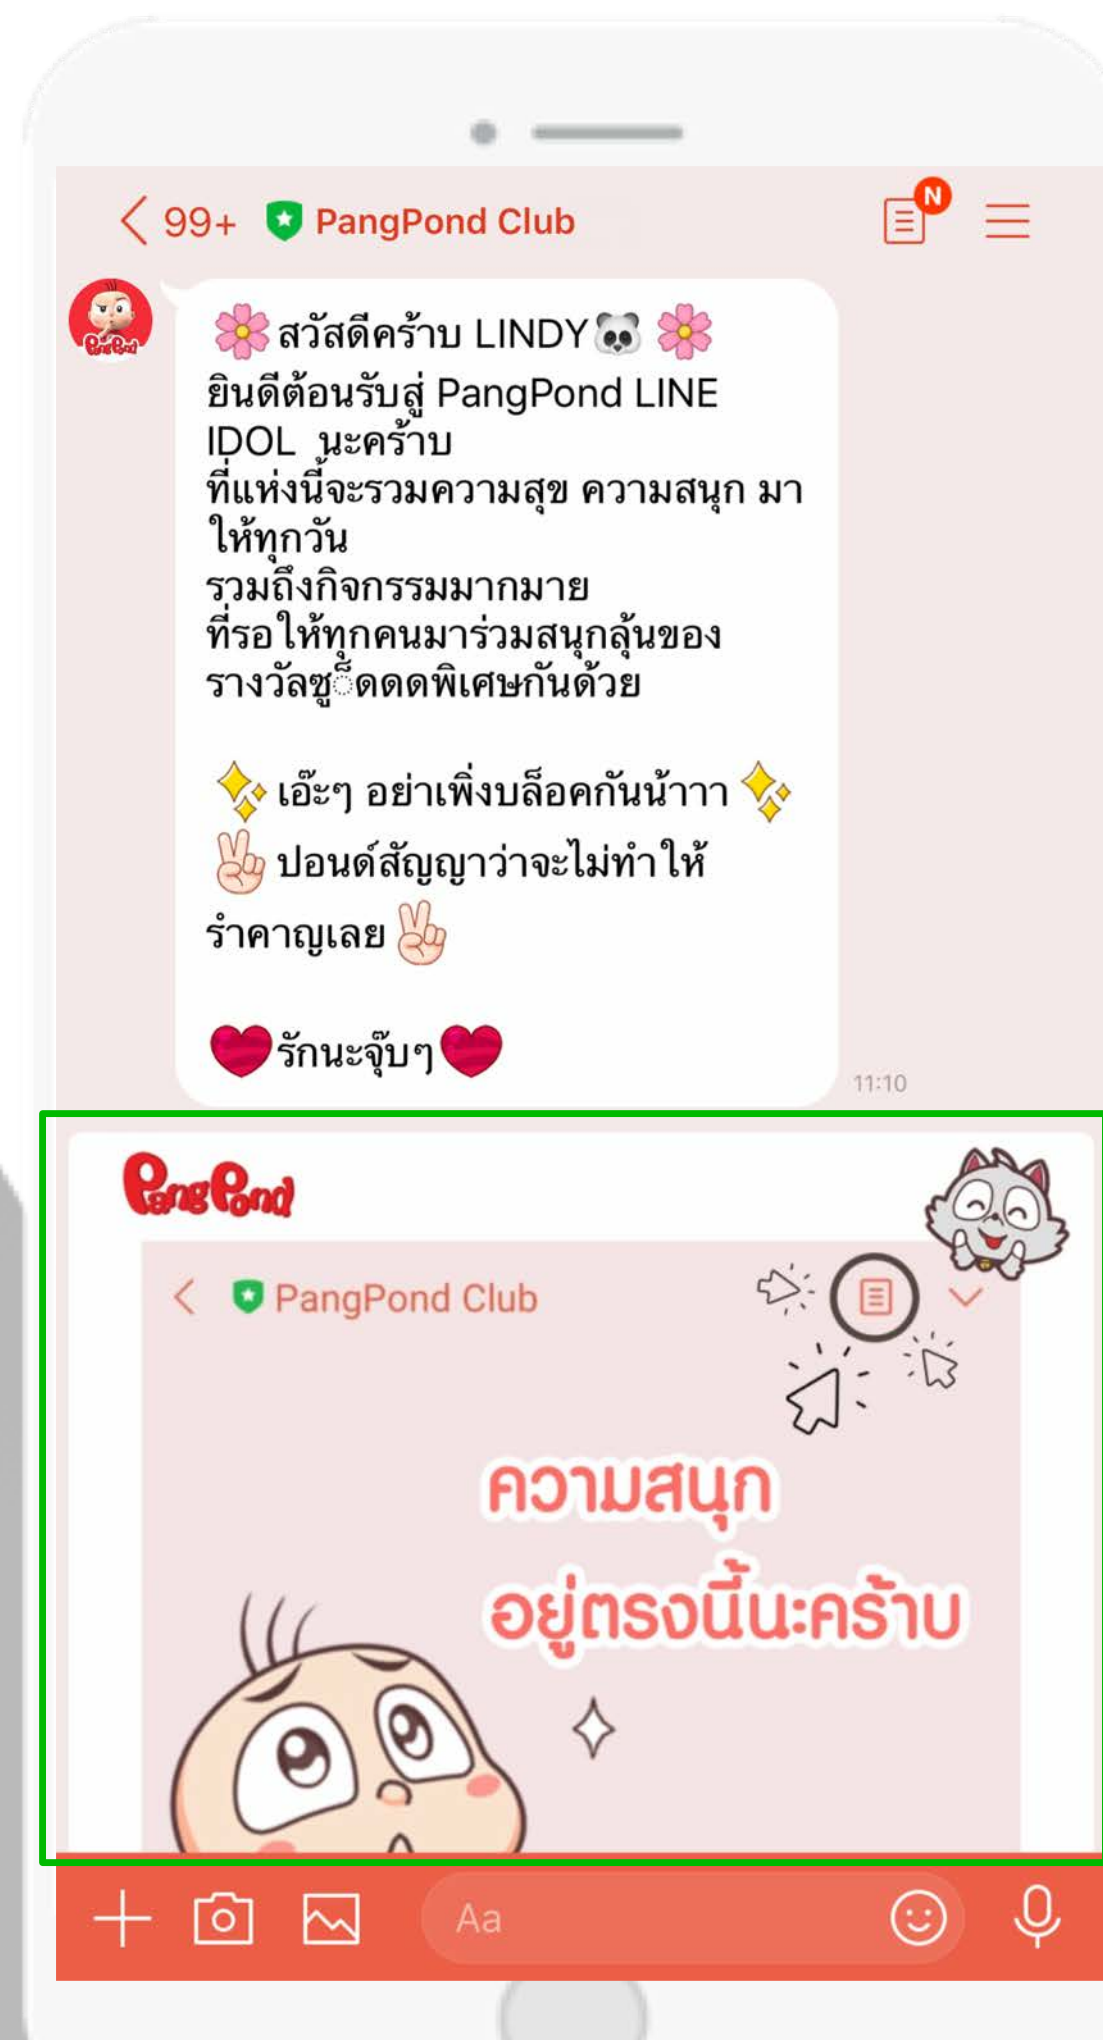 99+ PangPond Club
N
PangPond
🌸สวัสดีคร้าบ LINDY🐼 🌸
ยินดีต้อนรับสู่ PangPond LINE
IDOL นะคร้าบ
ที่แห่งนี้จะรวมความสุข ความสนุก มา
ให้ทุกวัน
รวมถึงกิจกรรมมากมาย
ที่รอให้ทุกคนมาร่วมสนุกลุ้นของ
รางวัลซู็ดดดพิเศษกันด้วย
✨เอ๊ะๆ อย่าเพิ่งบล็อคกันน้าาา✨
✌🏻ปอนด์สัญญาว่าจะไม่ทำให้
รำคาญเลย✌🏻
❤️รักนะจุ๊บๆ❤️
11:10
PangPond
PangPond Club
ความสนุก
อยู่ตรงนี้นะคร้าบ
Aa